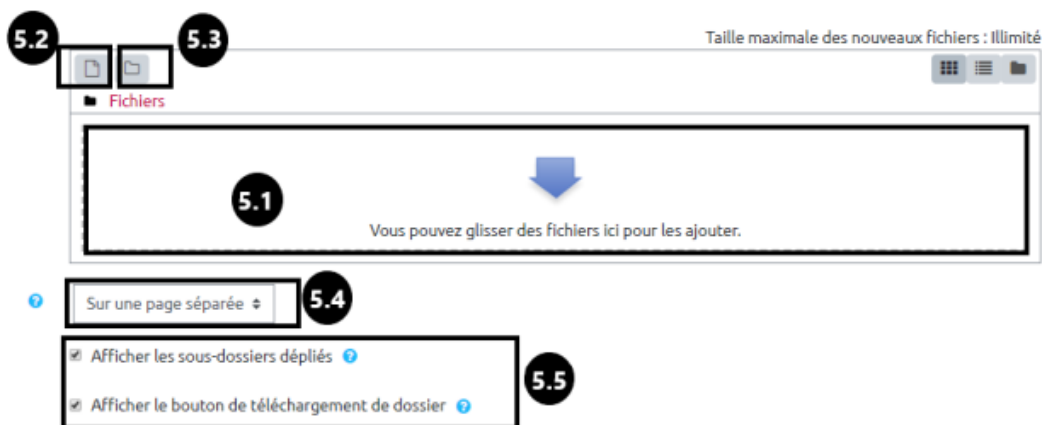 5.2
5.3
Taille maximale des nouveaux fichiers : Illimité
Fichiers
5.1
Vous pouvez glisser des fichiers ici pour les ajouter.
?
Sur une page séparée
5.4
Afficher les sous-dossiers dépliés ?
5.5
Afficher le bouton de téléchargement de dossier ?